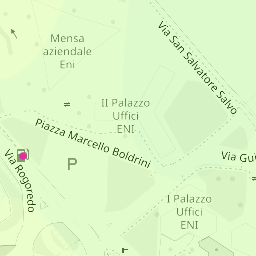 Mensa
aziendale
Eni
Via San Salvatore Salvo
II Palazzo
Uffici
ENI
Piazza Marcello Boldrini
Via Rogoredo
P
Via Gu
I Palazzo
Uffici
ENI